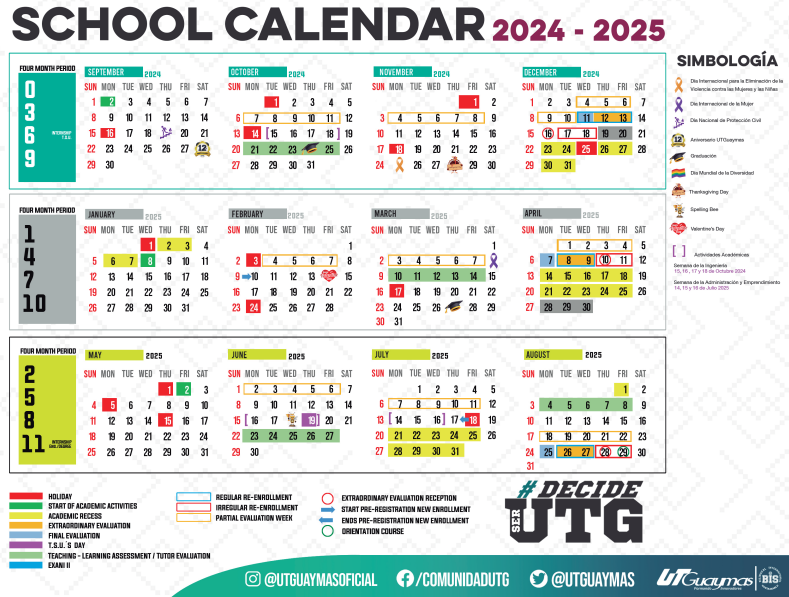 SCHOOL CALENDAR 2024 - 2025
FOUR MONTH PERIOD
0
3
6 INTERNSHIP T.S.U.
9
SEPTEMBER 2024
SUN MON TUE WED THU FRI SAT
1 2 3 4 5 6 7
8 9 10 11 12 13 14
15 16 17 18 20 21
22 23 24 25 26 27 12
29 30
OCTOBER 2024
SUN MON TUE WED THU FRI SAT
1 2 3 4 5
6 7 8 9 10 11 12
13 14 [ 15 16 17 18 ] 19
20 21 22 23 25 26
27 28 29 30 31
NOVEMBER 2024
SUN MON TUE WED THU FRI SAT
1 2
3 4 5 6 7 8 9
10 11 12 13 14 15 16
17 18 19 20 21 22 23
24 26 27 29 30
DECEMBER 2024
SUN MON TUE WED THU FRI SAT
1 2 3 4 5 6 7
8 9 10 11 12 13 14
15 16 17 18 19 20 21
22 23 24 25 26 27 28
29 30 31
FOUR MONTH PERIOD
1
4
7
10
JANUARY 2025
SUN MON TUE WED THU FRI SAT
1 2 3 4
5 6 7 8 9 10 11
12 13 14 15 16 17 18
19 20 21 22 23 24 25
26 27 28 29 30 31
FEBRUARY 2025
SUN MON TUE WED THU FRI SAT
1
2 3 4 5 6 7 8
9 10 11 12 13 15
16 17 18 19 20 21 22
23 24 25 26 27 28
MARCH 2025
SUN MON TUE WED THU FRI SAT
1
2 3 4 5 6 7
9 10 11 12 13 14 15
16 17 18 19 20 21 22
23 24 25 26 28 29
30 31
APRIL 2025
SUN MON TUE WED THU FRI SAT
1 2 3 4 5
6 7 8 9 10 11 12
13 14 15 16 17 18 19
20 21 22 23 24 25 26
27 28 29 30
FOUR MONTH PERIOD
2
5
8
11 INTERNSHIP ENG./DEGREE
MAY 2025
SUN MON TUE WED THU FRI SAT
1 2 3
4 5 6 7 8 9 10
11 12 13 14 15 16 17
18 19 20 21 22 23 24
25 26 27 28 29 30 31
JUNE 2025
SUN MON TUE WED THU FRI SAT
1 2 3 4 5 6 7
8 9 10 11 12 13 14
15 [ 16 17 19 ] 20 21
22 23 24 25 26 27 28
29 30
JULY 2025
SUN MON TUE WED THU FRI SAT
1 2 3 4 5
6 7 8 9 10 11 12
13 [ 14 15 16 ] 17 18 19
20 21 22 23 24 25 26
27 28 29 30 31
AUGUST 2025
SUN MON TUE WED THU FRI SAT
1 2
3 4 5 6 7 8 9
10 11 12 13 14 15 16
17 18 19 20 21 22 23
24 25 26 27 28 29 30
31
SIMBOLOGÍA
Día Internacional para la Eliminación de la
Violencia contra las Mujeres y las Niñas
Día Internacional de la Mujer
Día Nacional de Protección Civil
12 Aniversario UTGuaymas
Graduación
Día Mundial de la Diversidad
Thanksgiving Day
Spelling Bee
Valentine's Day
[ ] Actividades Académicas
Semana de la Ingeniería
15, 16 , 17 y 18 de Octubre 2024
Semana de la Administración y Emprendimiento
14, 15 y 16 de Julio 2025
HOLIDAY
START OF ACADEMIC ACTIVITIES
ACADEMIC RECESS
EXTRAORDINARY EVALUATION
FINAL EVALUATION
T.S.U.´S DAY
TEACHING - LEARNING ASSESSMENT / TUTOR EVALUATION
EXANI II
REGULAR RE-ENROLLMENT
IRREGULAR RE-ENROLLMENT
PARTIAL EVALUATION WEEK
EXTRAORDINARY EVALUATION RECEPTION
START PRE-REGISTRATION NEW ENROLLMENT
ENDS PRE-REGISTRATION NEW ENROLLMENT
ORIENTATION COURSE
#DECIDE
SER UTG
@UTGUAYMASOFICIAL
/COMUNIDADUTG
@UTGUAYMAS
UTGuaymas
Formando Innovadores
BIS